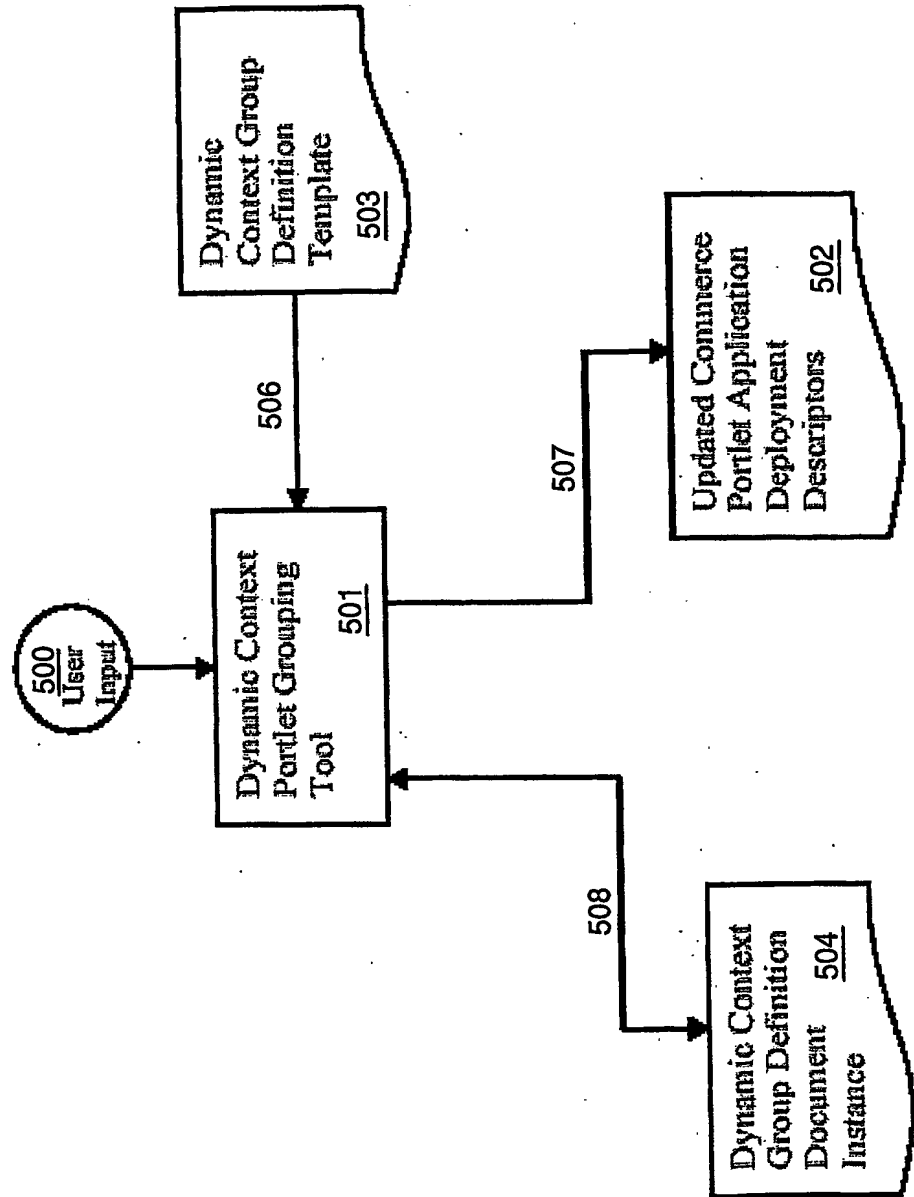 500
User
Input
Dynamic Context
Portlet Grouping
Tool
501
506
Dynamic
Context Group
Definition
Template
503
508
507
Dynamic Context
Group Definition
Document
504
Instance
Updated Commerce
Portlet Application
Deployment
502
Descriptors